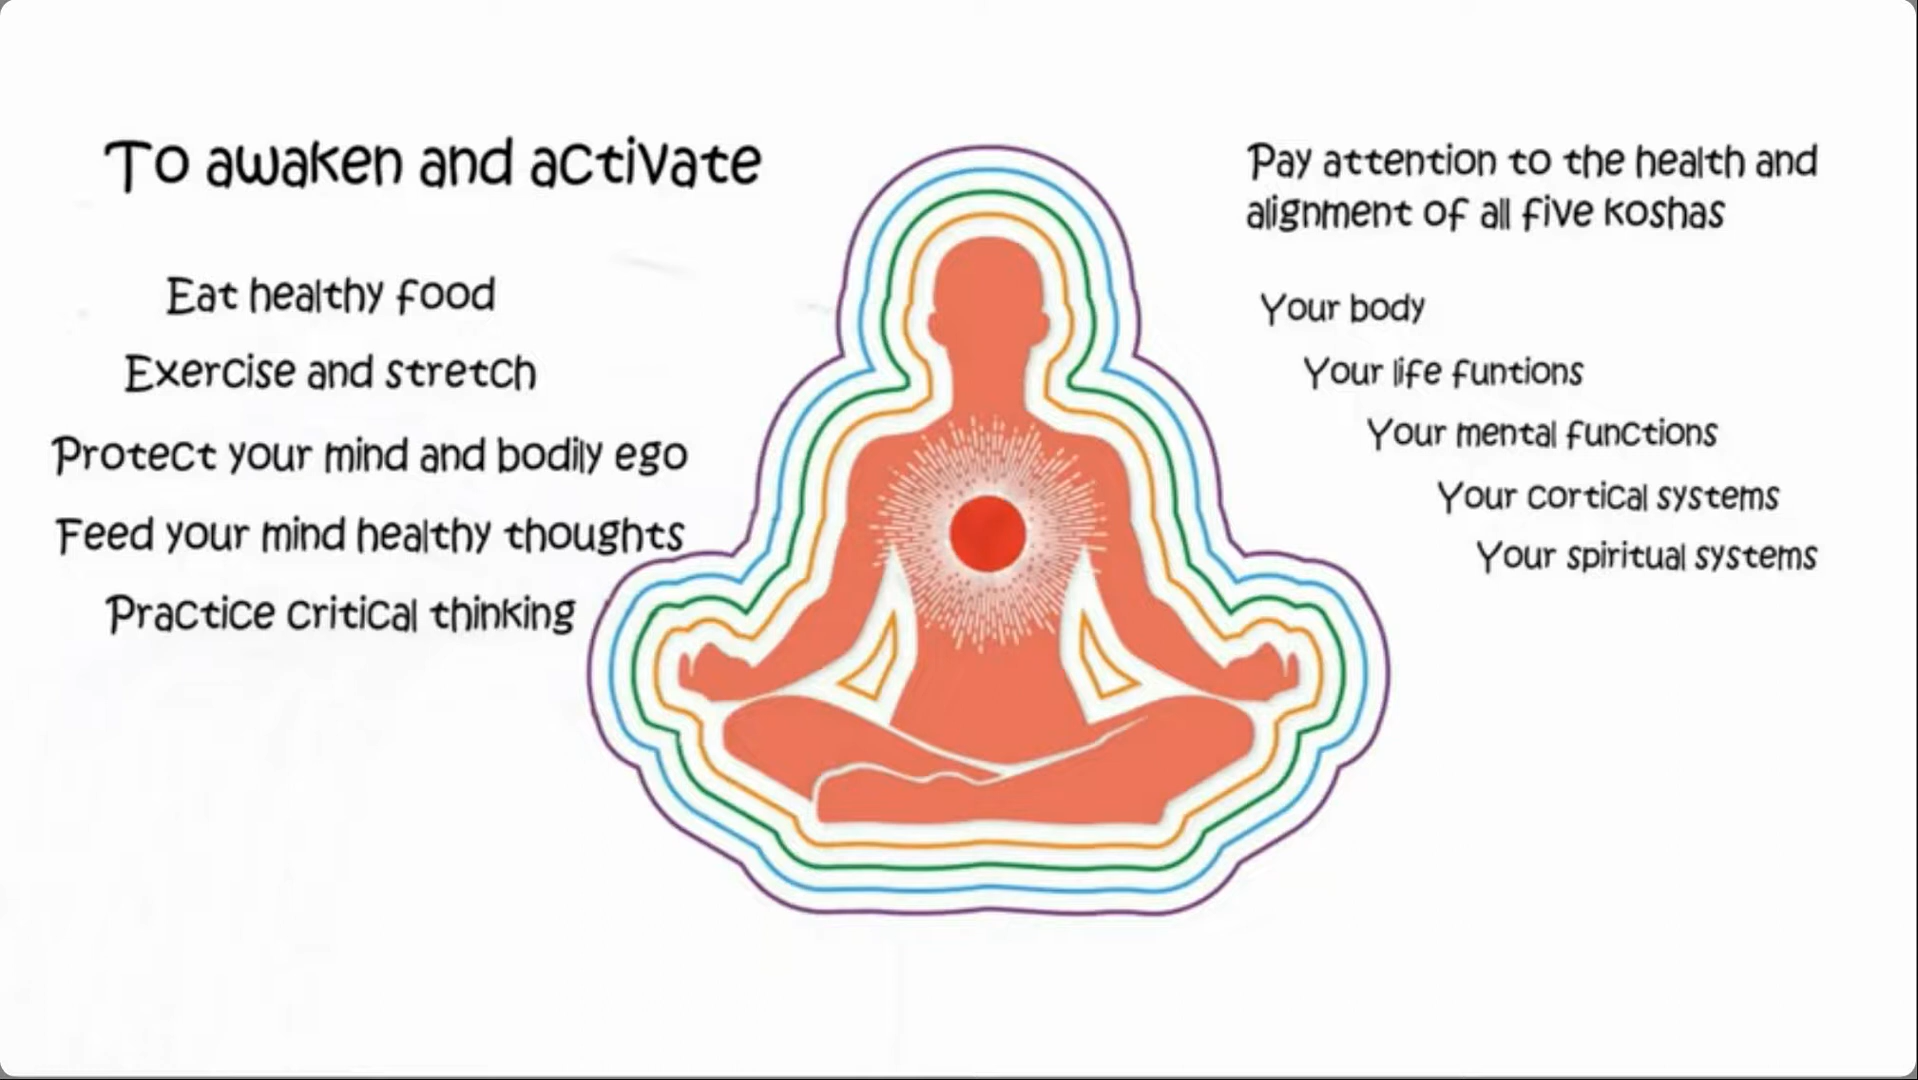 To awaken and activate
Eat healthy food
Exercise and stretch
Protect your mind and bodily ego
Feed your mind healthy thoughts
Practice critical thinking
Pay attention to the health and
alignment of all five koshas
Your body
Your life funtions
Your mental functions
Your cortical systems
Your spiritual systems